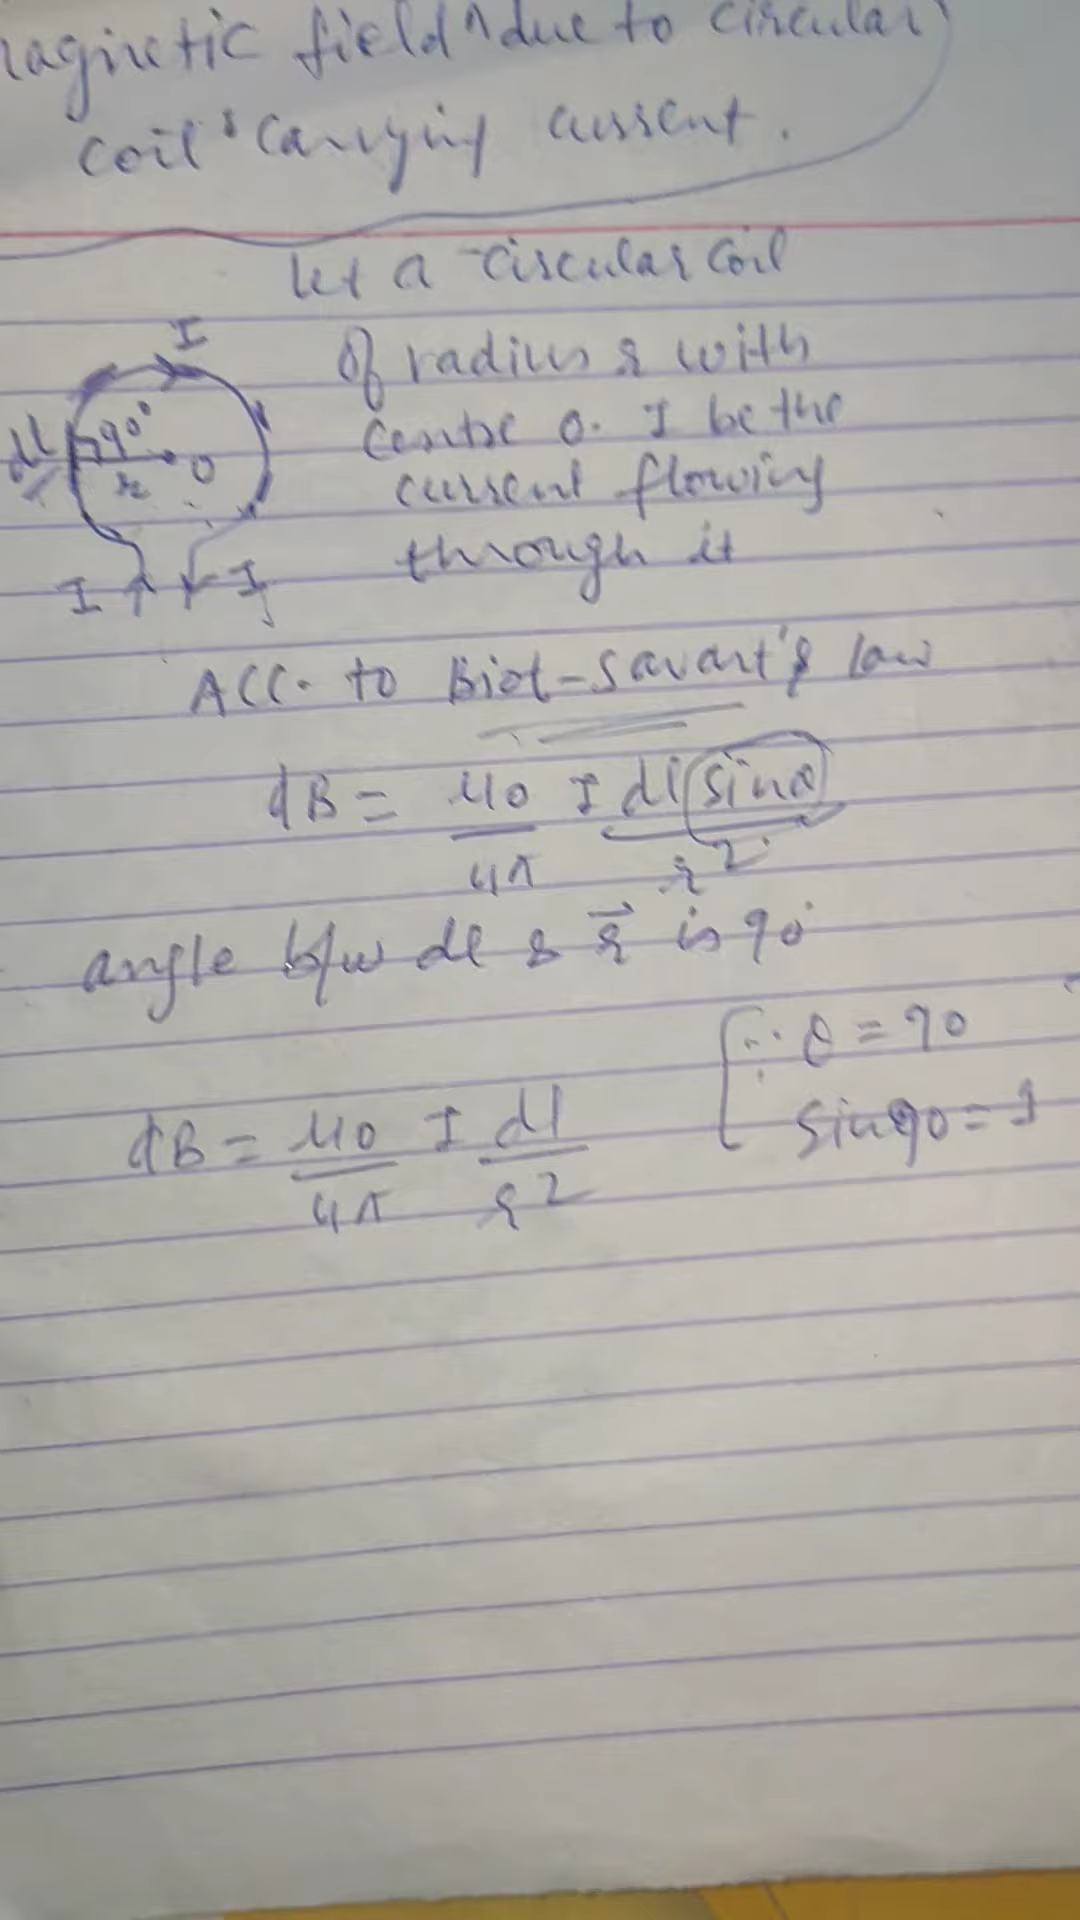 magnetic field due to circular
coil carrying current.
let a circular coil
of radius r with
centre O. I be the
current flowing
through it
I
dl 90°
r O
I I
Acc. to Biot-Savart's law
dB = μ0 I dl sinθ
4π r²
angle b/w dl & r⃗ is 90°
∵ θ = 90
sin90 = 1
dB = μ0 I dl
4π r²